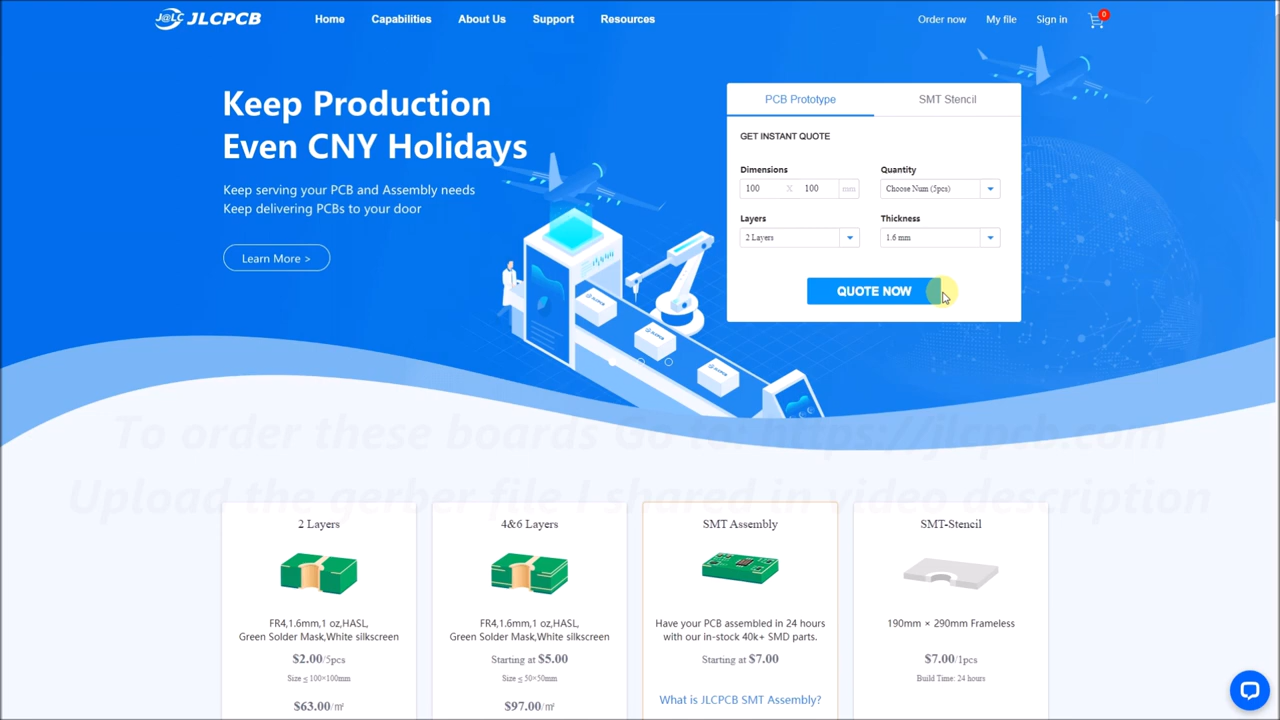 J@LC JLCPCB
Home Capabilities About Us Support Resources
Order now My file Sign in 0
Keep Production
Even CNY Holidays
Keep serving your PCB and Assembly needs
Keep delivering PCBs to your door
Learn More >
PCB Prototype SMT Stencil
GET INSTANT QUOTE
Dimensions Quantity
100 X 100 mm Choose Num (5pcs)
Layers Thickness
2 Layers 1.6 mm
QUOTE NOW
To order these boards Go to: https://jlcpcb.com
Upload the gerber file I shared in video description
2 Layers
FR4,1.6mm,1 oz,HASL,
Green Solder Mask,White silkscreen
$2.00/5pcs
Size ≤ 100×100mm
$63.00/㎡
4&6 Layers
FR4,1.6mm,1 oz,HASL,
Green Solder Mask,White silkscreen
Starting at $5.00
Size ≤ 50×50mm
$97.00/㎡
SMT Assembly
Have your PCB assembled in 24 hours
with our in-stock 40k+ SMD parts.
Starting at $7.00
What is JLCPCB SMT Assembly?
SMT-Stencil
190mm × 290mm Frameless
$7.00/1pcs
Build Time: 24 hours